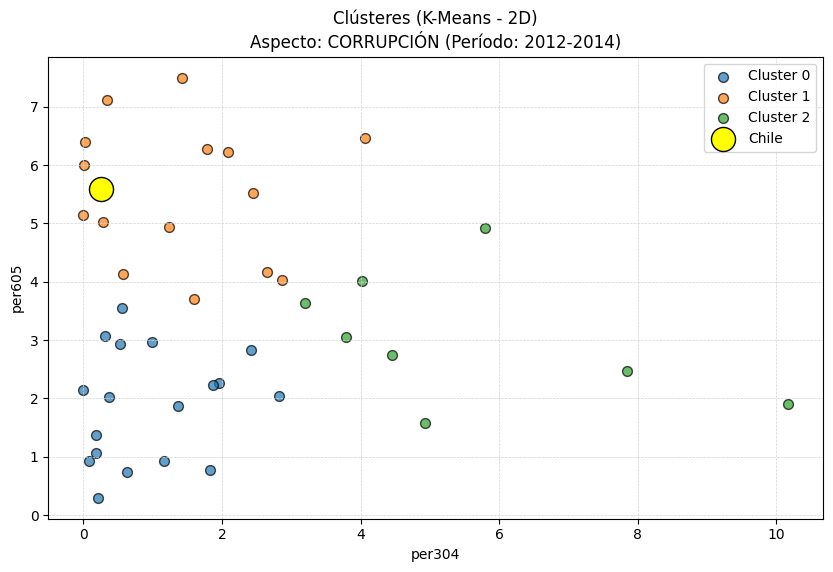 Clústeres (K-Means - 2D)
Aspecto: CORRUPCIÓN (Período: 2012-2014)
Cluster 0
Cluster 1
Cluster 2
Chile
per605
7
6
5
4
3
2
1
0
0 2 4 6 8 10
per304